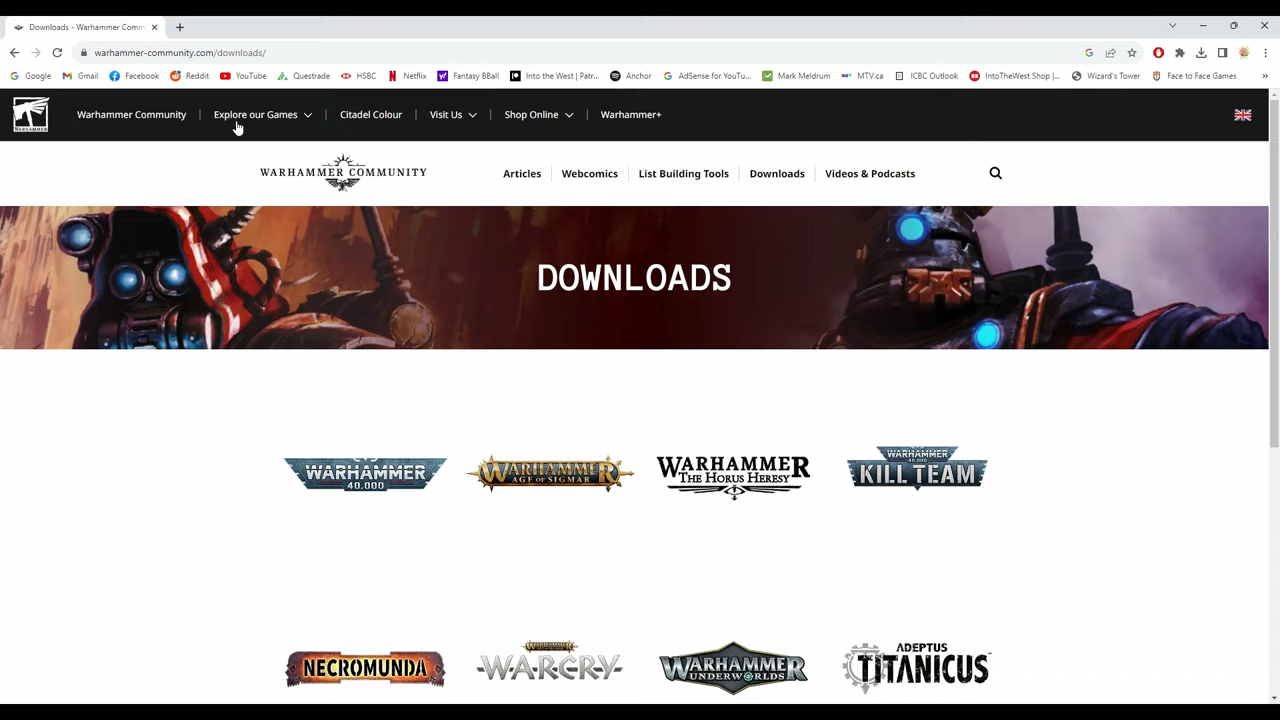 Downloads - Warhammer Comm
warhammer-community.com/downloads/
Google Gmail Facebook Reddit YouTube Questrade HSBC Netflix Fantasy BBall Into the West | Patr... Anchor AdSense for YouTu... Mark Meldrum MTV.ca ICBC Outlook IntoTheWest Shop |... Wizard's Tower Face to Face Games »
WARHAMMER
Warhammer Community | Explore our Games | Citadel Colour | Visit Us | Shop Online | Warhammer+
WARHAMMER COMMUNITY
Articles Webcomics List Building Tools Downloads Videos & Podcasts
DOWNLOADS
WARHAMMER
40,000
WARHAMMER
AGE OF SIGMAR
WARHAMMER
THE HORUS HERESY
WARHAMMER
40,000
KILL TEAM
NECROMUNDA
WARHAMMER
WARCRY
WARHAMMER
UNDERWORLDS
ADEPTUS
TITANICUS